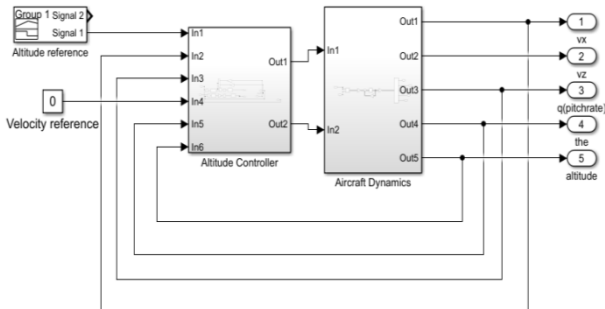 Group 1 Signal 2
Signal 1
Altitude reference
0
Velocity reference
In1
In2
In3
In4
In5
In6
Out1
Out2
Altitude Controller
In1
In2
Out1
Out2
Out3
Out4
Out5
Aircraft Dynamics
1
vx
2
vz
3
q(pitchrate)
4
the
5
altitude